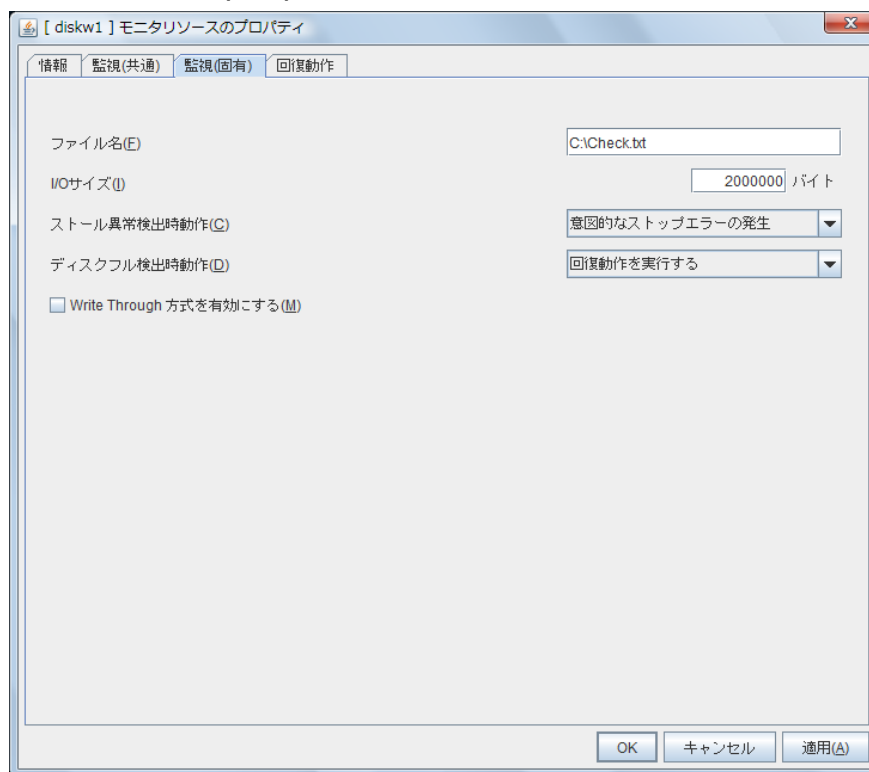 [ diskw1 ] モニタリソースのプロパティ
情報 監視(共通) 監視(固有) 回復動作
ファイル名(F) C:\Check.txt
I/Oサイズ(I) 2000000 バイト
ストール異常検出時動作(C) 意図的なストップエラーの発生
ディスクフル検出時動作(D) 回復動作を実行する
Write Through 方式を有効にする(M)
OK キャンセル 適用(A)